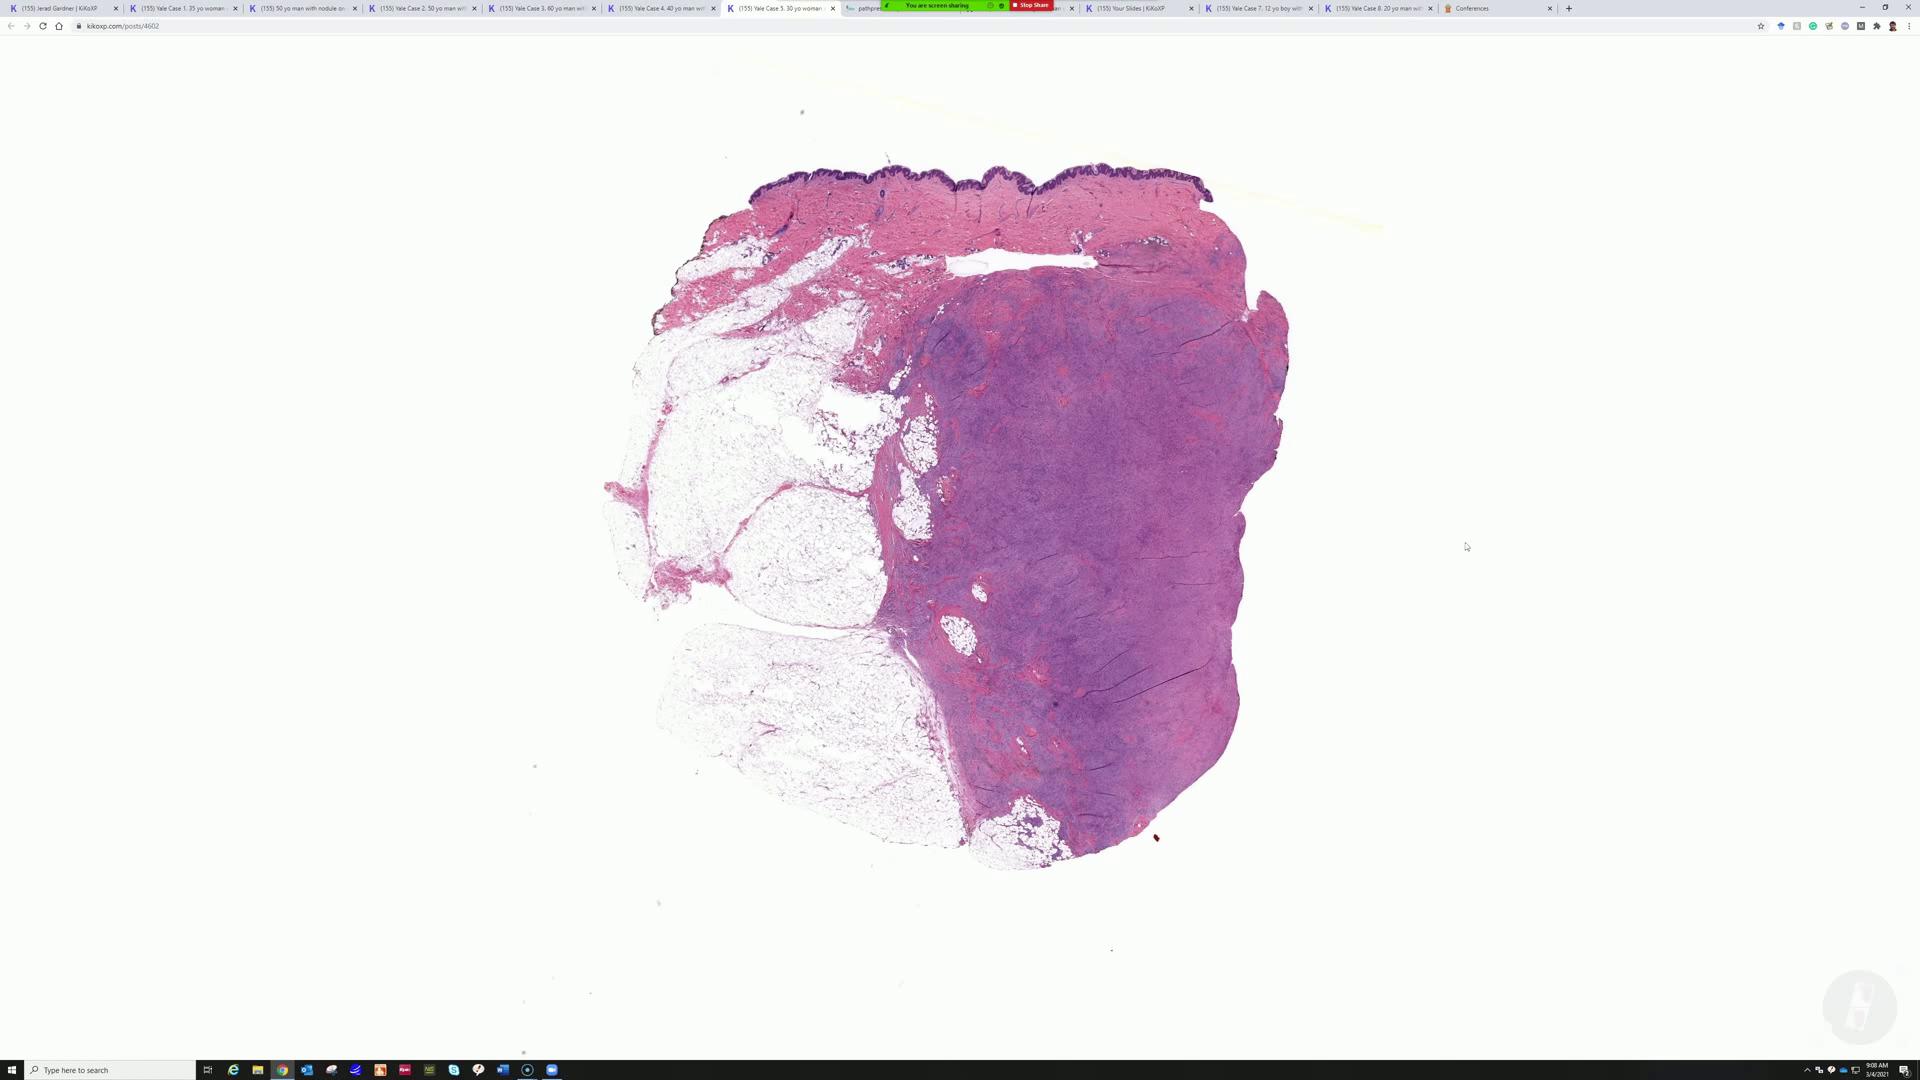 (155) Jerad Gardner | KiKoXP
(155) Yale Case 1. 35 yo woman
(155) 50 yo man with nodule on
(155) Yale Case 2. 50 yo man wit
(155) Yale Case 3. 60 yo man wit
(155) Yale Case 4. 40 yo man wit
(155) Yale Case 5. 30 yo woman
pathpres
You are screen sharing
Stop Share
(155) Your Slides | KiKoXP
(155) Yale Case 7. 12 yo boy wit
(155) Yale Case 8. 20 yo man wit
Conferences
kikoxp.com/posts/4602
Type here to search
9:08 AM
3/4/2021